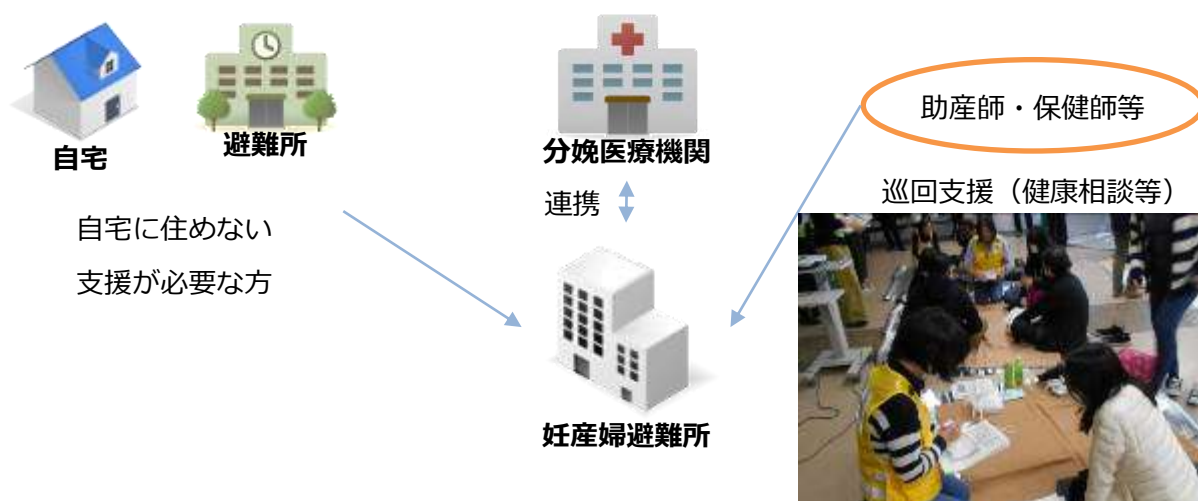 自宅
避難所
分娩医療機関
助産師・保健師等
連携
巡回支援（健康相談等）
自宅に住めない
支援が必要な方
妊産婦避難所